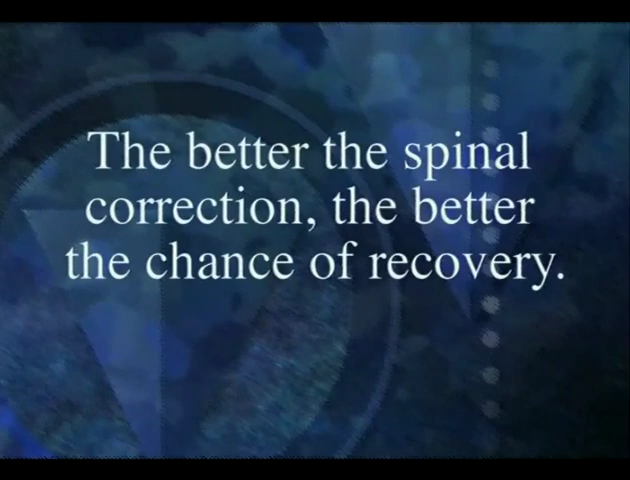 The better the spinal
correction, the better
the chance of recovery.